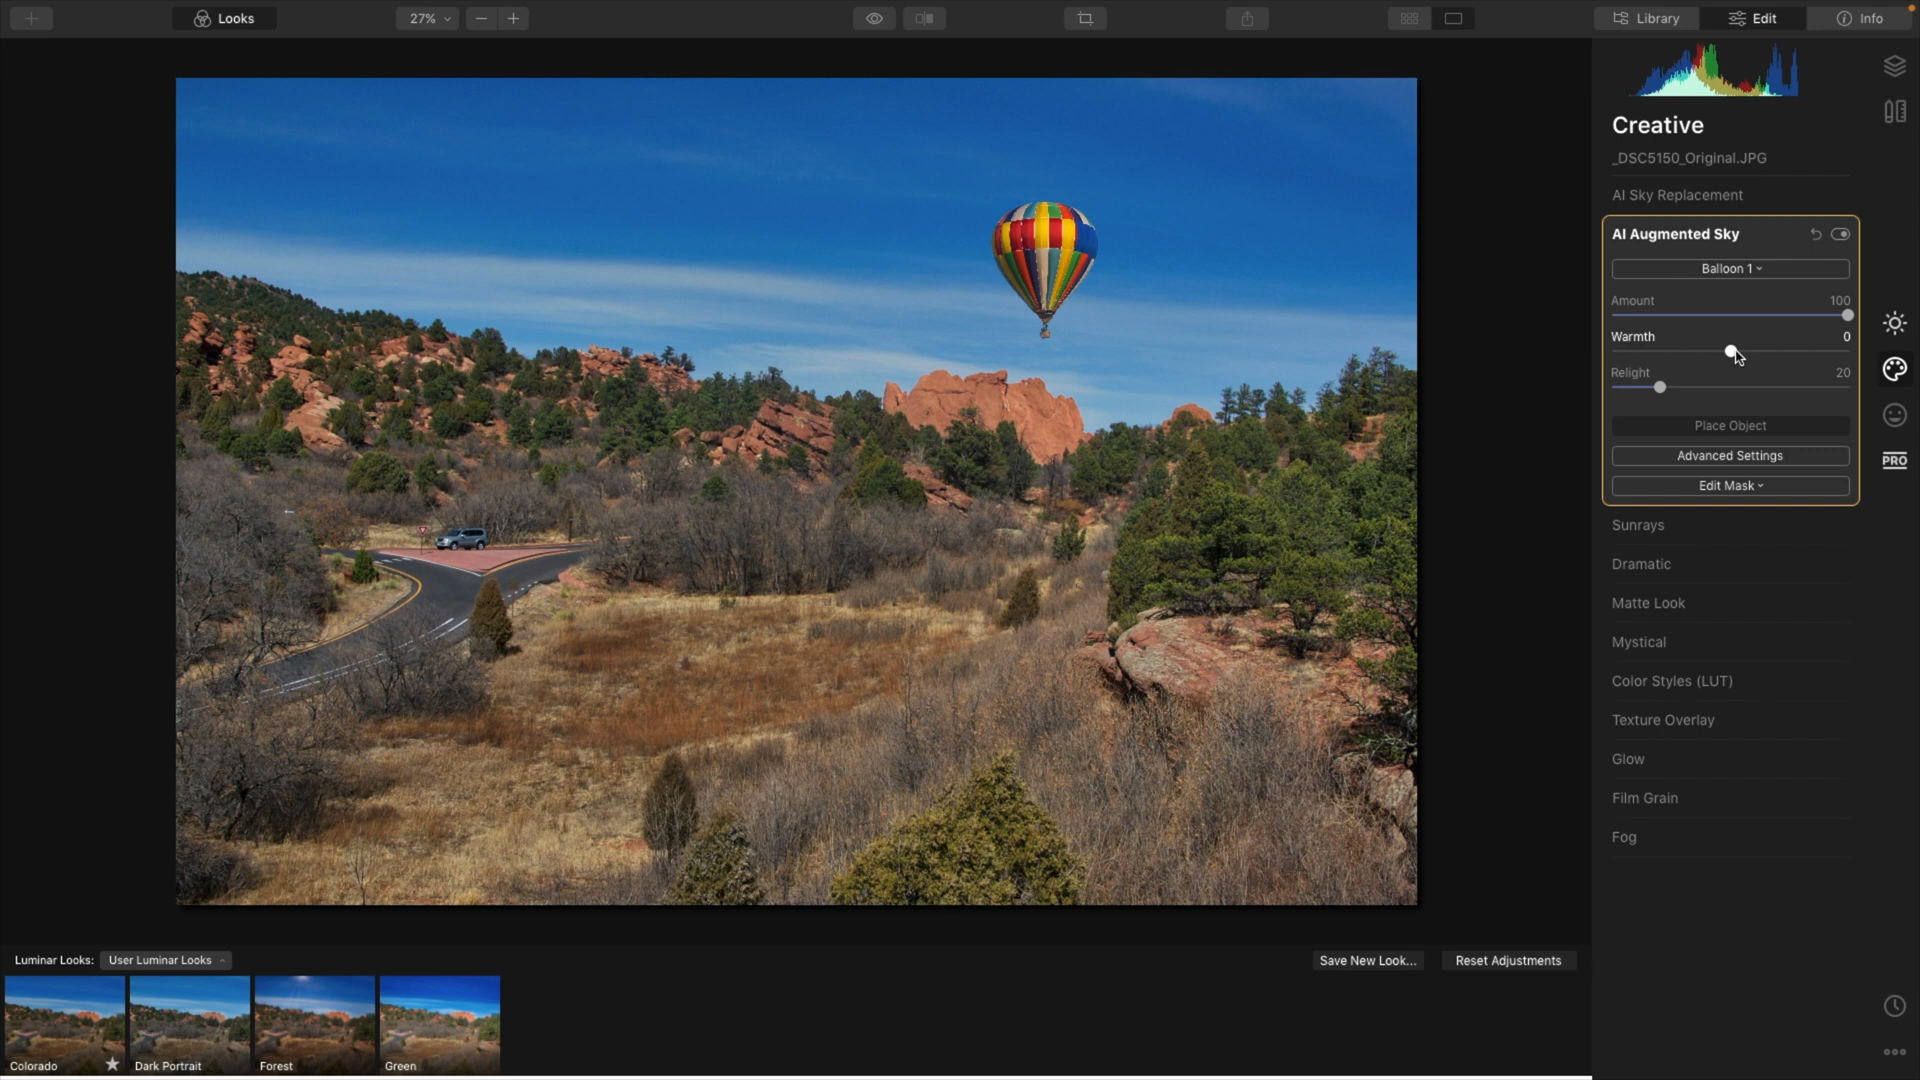 Looks
27%
Library
Edit
Info
Creative
_DSC5150_Original.JPG
AI Sky Replacement
AI Augmented Sky
Balloon 1
Amount 100
Warmth 0
Relight 20
Place Object
Advanced Settings
Edit Mask
PRO
Sunrays
Dramatic
Matte Look
Mystical
Color Styles (LUT)
Texture Overlay
Glow
Film Grain
Fog
Luminar Looks: User Luminar Looks
Save New Look...
Reset Adjustments
Colorado
Dark Portrait
Forest
Green